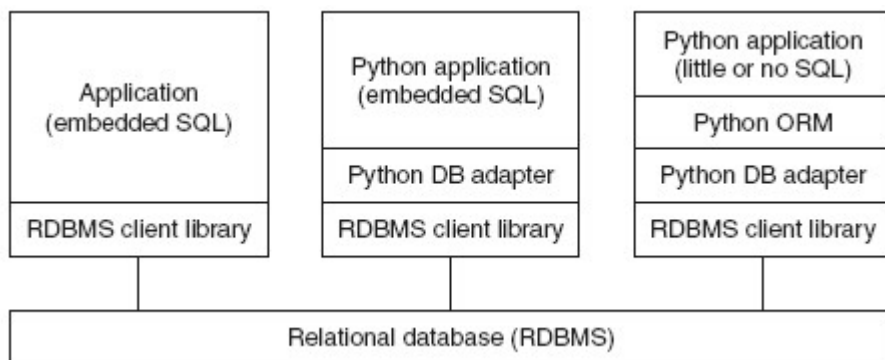 Application
(embedded SQL)
RDBMS client library
Python application
(embedded SQL)
Python DB adapter
RDBMS client library
Python application
(little or no SQL)
Python ORM
Python DB adapter
RDBMS client library
Relational database (RDBMS)